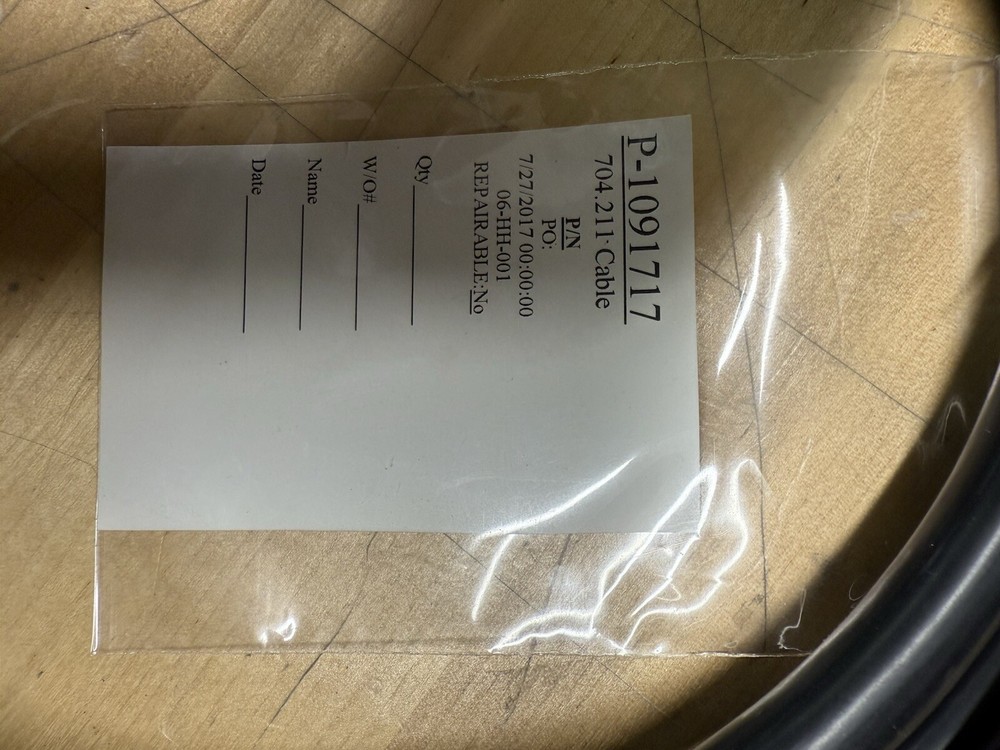 P-1091717
704.211· Cable
P/N
PO:
7/27/2017 00:00:00
06-HH-001
REPAIRABLE:No
Qty
W/O#
Name
Date